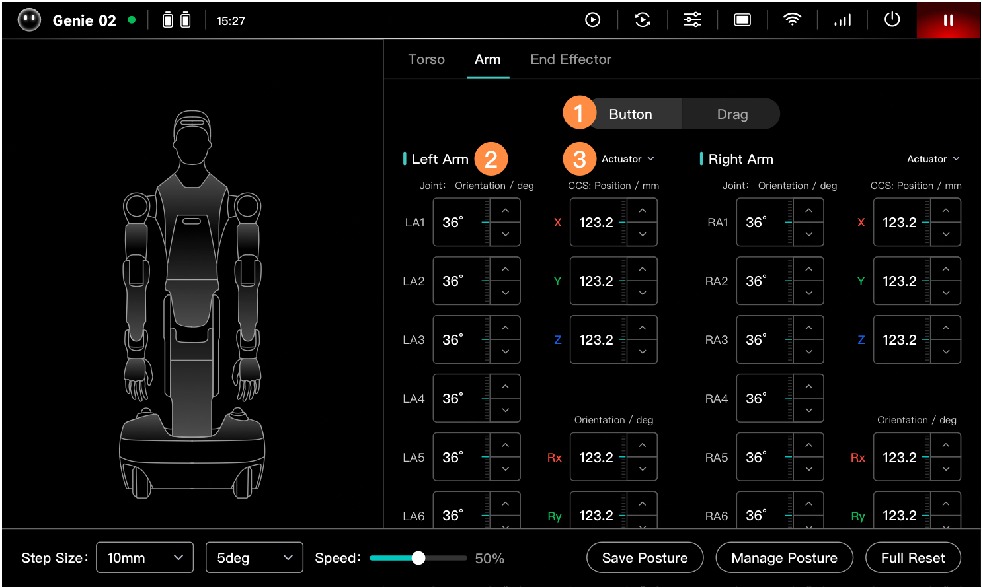 Genie 02 15:27
Torso Arm End Effector
1 Button Drag
Left Arm 2 3 Actuator Right Arm Actuator
Joint: Orientation / deg CCS: Position / mm Joint: Orientation / deg CCS: Position / mm
LA1 36° X 123.2 RA1 36° X 123.2
LA2 36° Y 123.2 RA2 36° Y 123.2
LA3 36° Z 123.2 RA3 36° Z 123.2
LA4 36° RA4 36°
Orientation / deg Orientation / deg
LA5 36° Rx 123.2 RA5 36° Rx 123.2
LA6 36° Ry 123.2 RA6 36° Ry 123.2
Step Size: 10mm 5deg Speed: 50% Save Posture Manage Posture Full Reset